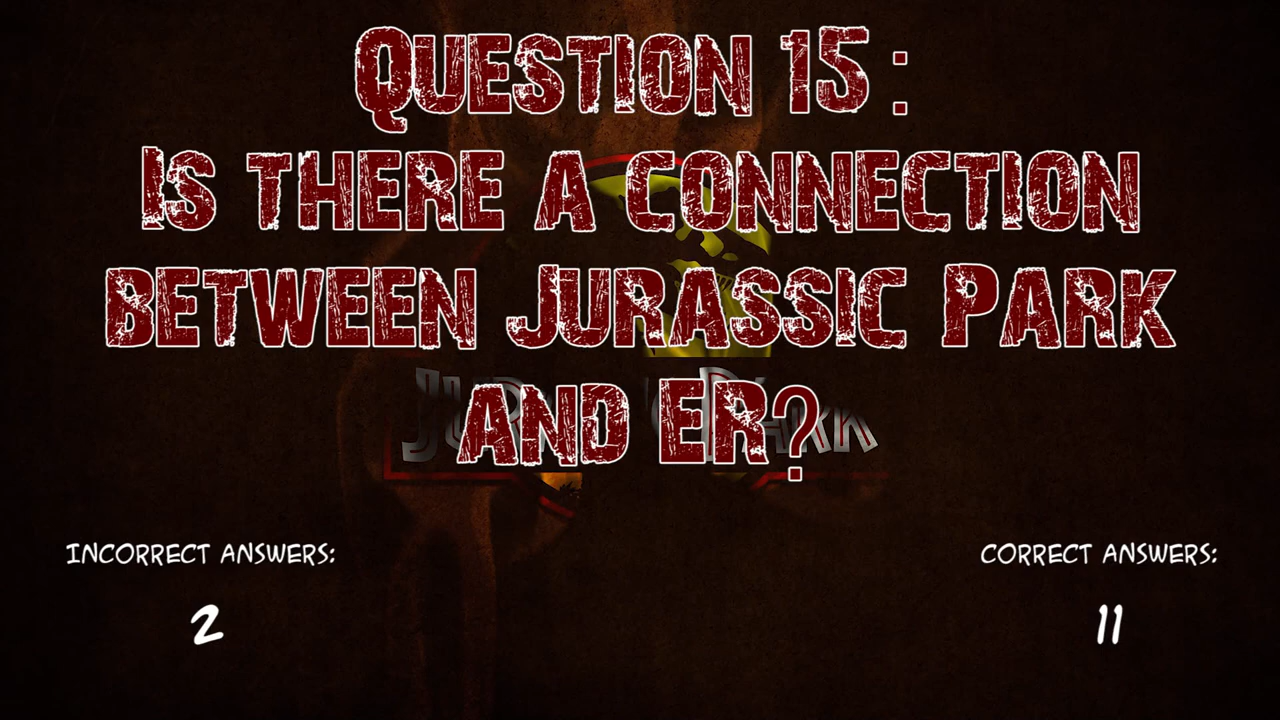 Question 15 :
Is there a connection
between Jurassic Park
and ER?
Incorrect answers:
2
Correct answers:
11